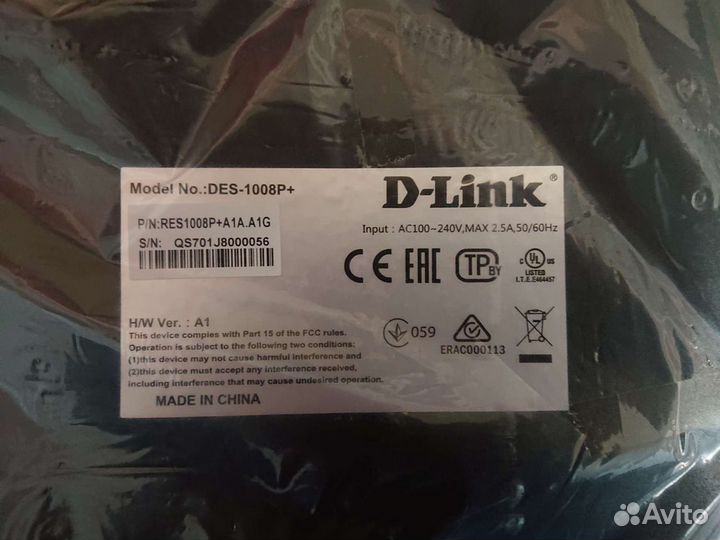 Model No.:DES-1008P+
D-Link®
P/N:RES1008P+A1A.A1G
S/N: QS701J8000056
Input : AC100~240V,MAX 2.5A,50/60Hz
CE EAC TP BY C UL US
LISTED
I.T.E.E464457
H/W Ver. : A1
This device complies with Part 15 of the FCC rules.
Operation is subject to the following two conditions:
(1)this device may not cause harmful interference and
(2)this device must accept any interference received,
including interference that may cause undesired operation.
059
ERAC000113
MADE IN CHINA
Avito